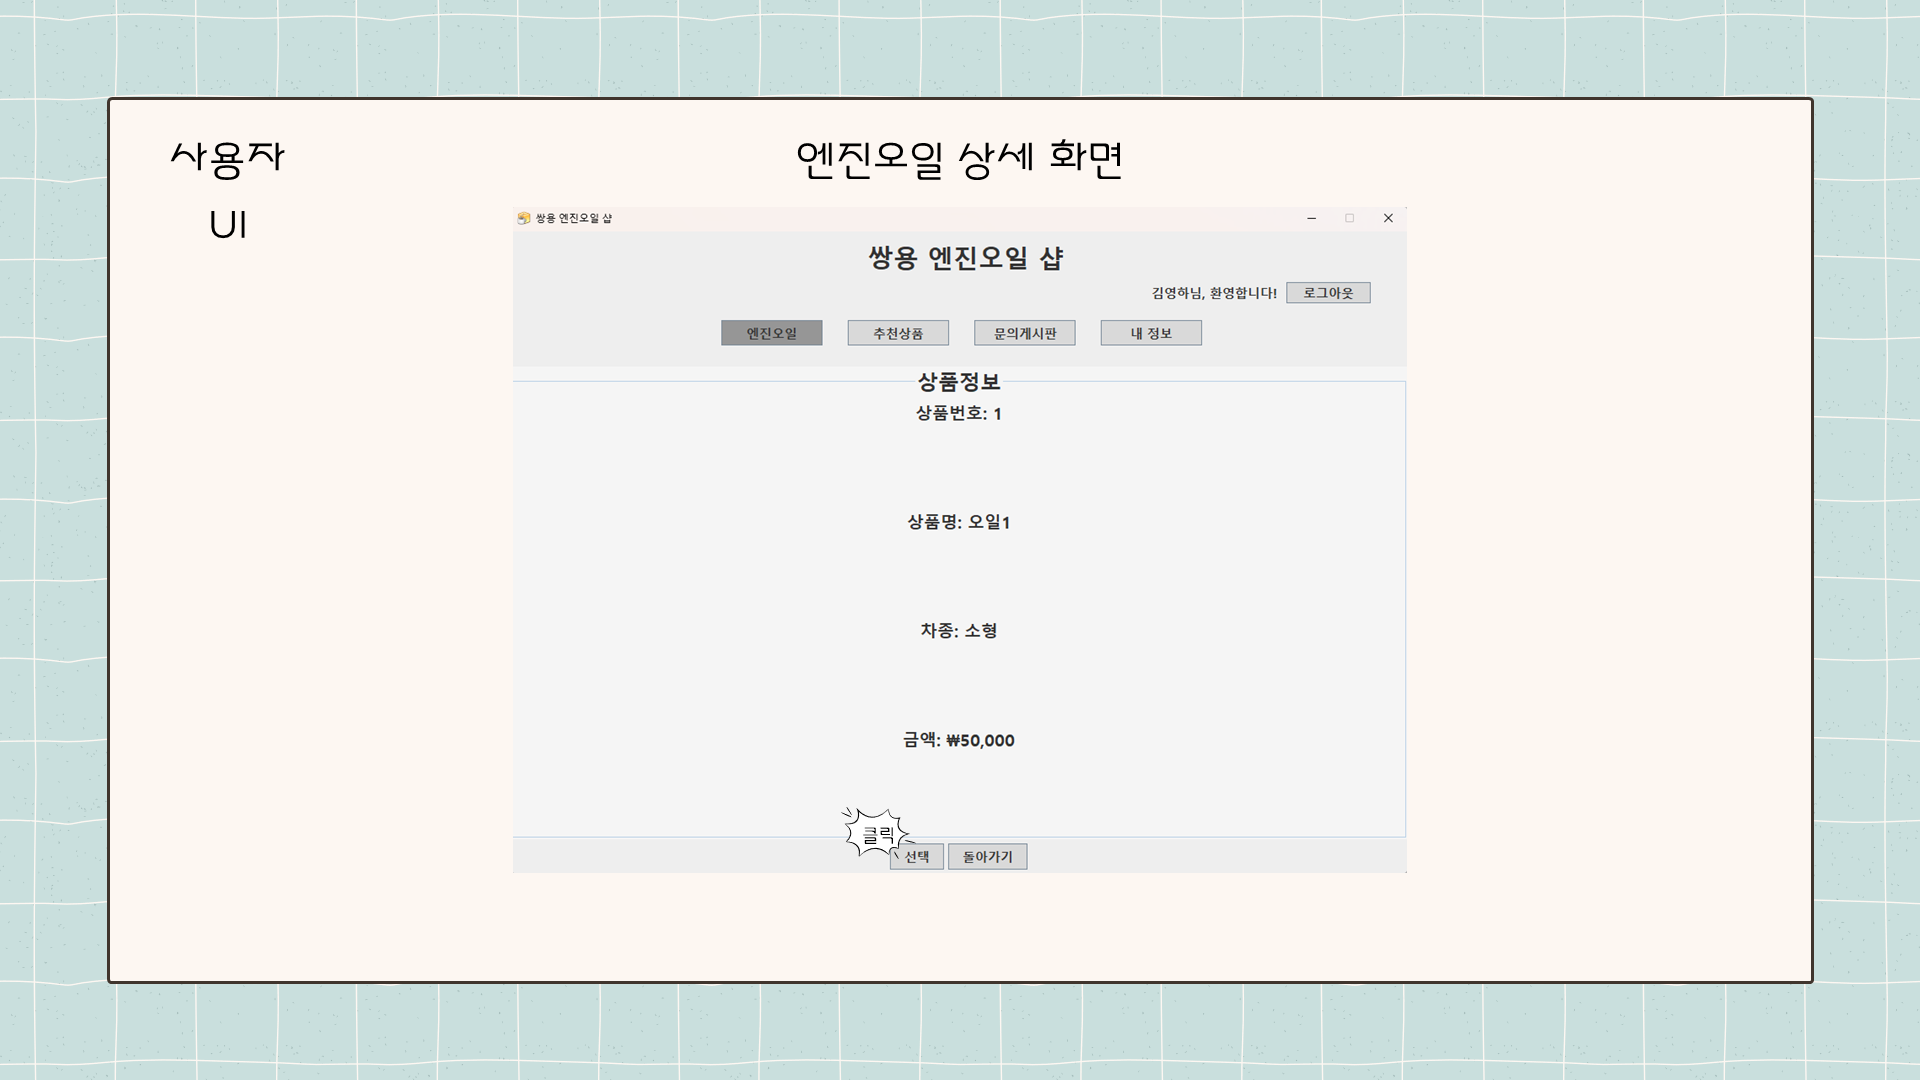 사용자
UI
엔진오일 상세 화면
쌍용 엔진오일 샵
쌍용 엔진오일 샵
김영하님, 환영합니다! 로그아웃
엔진오일 추천상품 문의게시판 내 정보
상품정보
상품번호: 1
상품명: 오일1
차종: 소형
금액: ₩50,000
클릭
선택 돌아가기